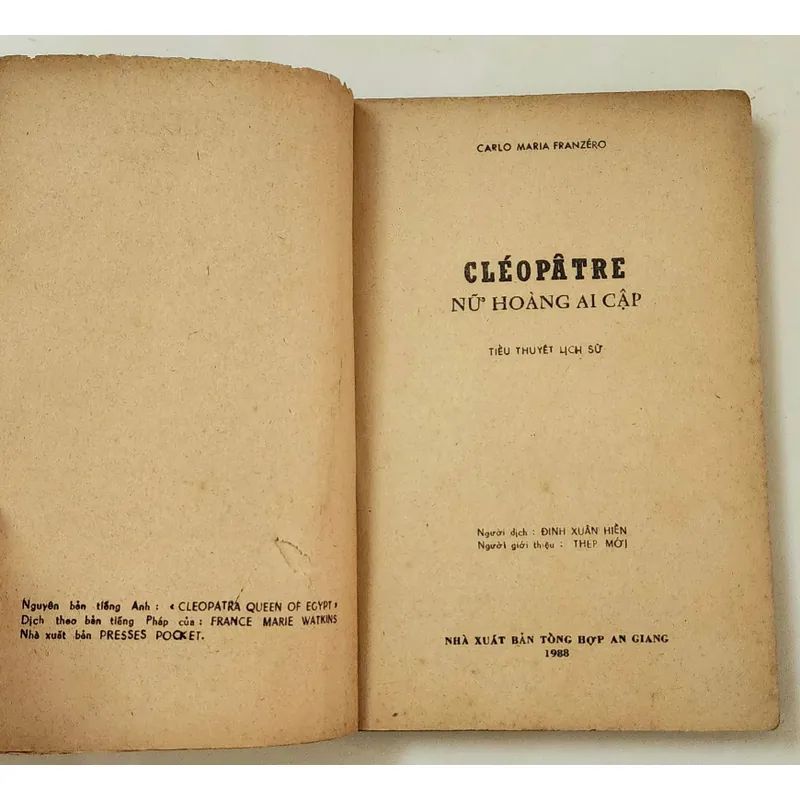 Nguyên bản tiếng Anh : «CLEOPATRA QUEEN OF EGYPT»
Dịch theo bản tiếng Pháp của : FRANCE MARIE WATKINS
Nhà xuất bản PRESSES POCKET.
CARLO MARIA FRANZÉRO
CLÉOPÂTRE
NỮ HOÀNG AI CẬP
TIỂU THUYẾT LỊCH SỬ
Người dịch : ĐINH XUÂN HIỀN
Người giới thiệu : THÉP MỚI
NHÀ XUẤT BẢN TỔNG HỢP AN GIANG
1988